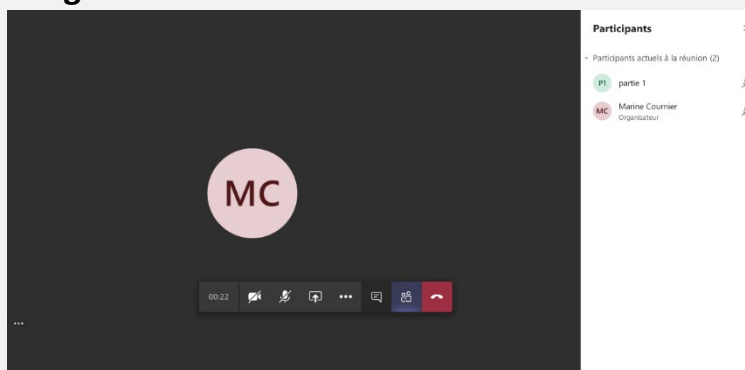 Participants
Participants actuels à la réunion (2)
P1 partie 1
MC Marine Cournier
Organisateur
MC
00:22